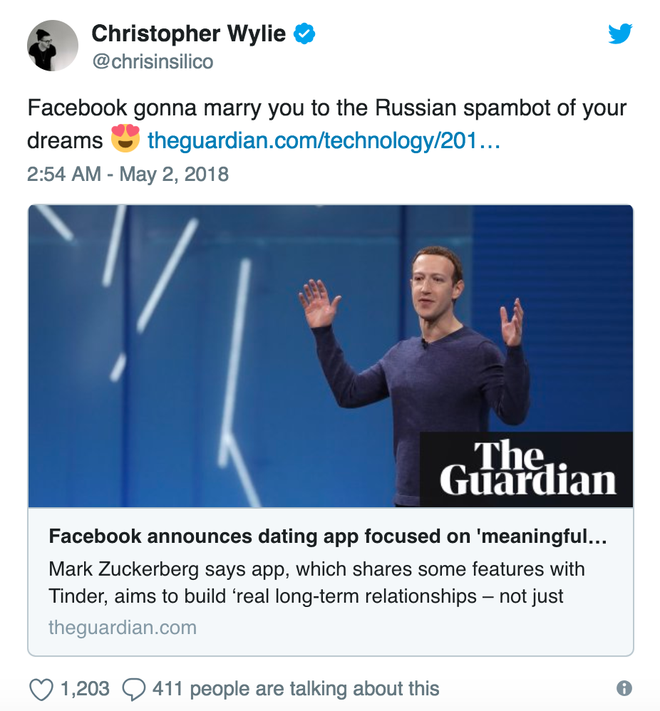 Christopher Wylie
@chrisinsilico
Facebook gonna marry you to the Russian spambot of your
dreams 😍 theguardian.com/technology/201…
2:54 AM - May 2, 2018
The
Guardian
Facebook announces dating app focused on 'meaningful…
Mark Zuckerberg says app, which shares some features with
Tinder, aims to build ‘real long-term relationships – not just
theguardian.com
1,203 411 people are talking about this